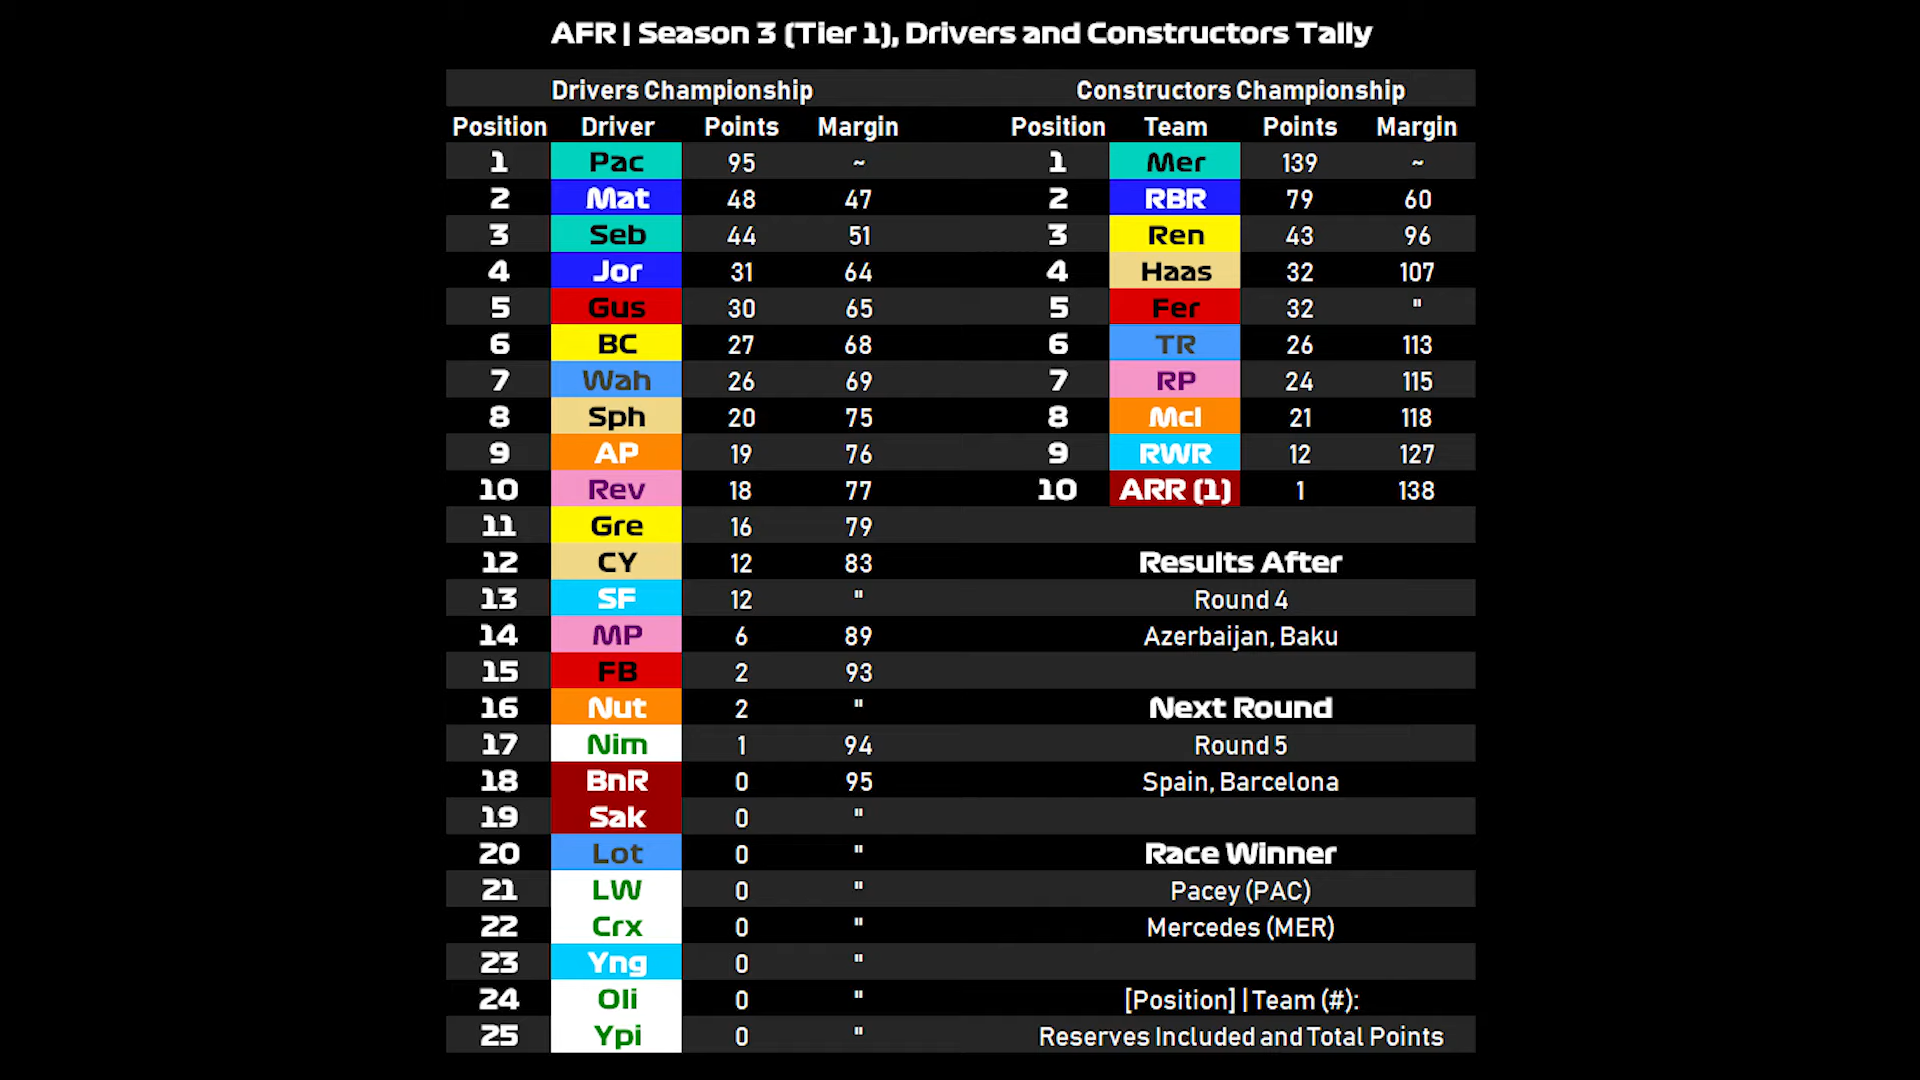 AFR | Season 3 (Tier 1), Drivers and Constructors Tally
Drivers Championship Constructors Championship
Position Driver Points Margin Position Team Points Margin
1 Pac 95 ~ 1 Mer 139 ~
2 Mat 48 47 2 RBR 79 60
3 Seb 44 51 3 Ren 43 96
4 Jor 31 64 4 Haas 32 107
5 Gus 30 65 5 Fer 32 "
6 BC 27 68 6 TR 26 113
7 Wah 26 69 7 RP 24 115
8 Sph 20 75 8 Mcl 21 118
9 AP 19 76 9 RWR 12 127
10 Rev 18 77 10 ARR (1) 1 138
11 Gre 16 79
12 CY 12 83 Results After
13 SF 12 " Round 4
14 MP 6 89 Azerbaijan, Baku
15 FB 2 93
16 Nut 2 " Next Round
17 Nim 1 94 Round 5
18 BnR 0 95 Spain, Barcelona
19 Sak 0 "
20 Lot 0 " Race Winner
21 LW 0 " Pacey (PAC)
22 Crx 0 " Mercedes (MER)
23 Yng 0 "
24 Oli 0 " [Position] | Team (#):
25 Ypi 0 " Reserves Included and Total Points